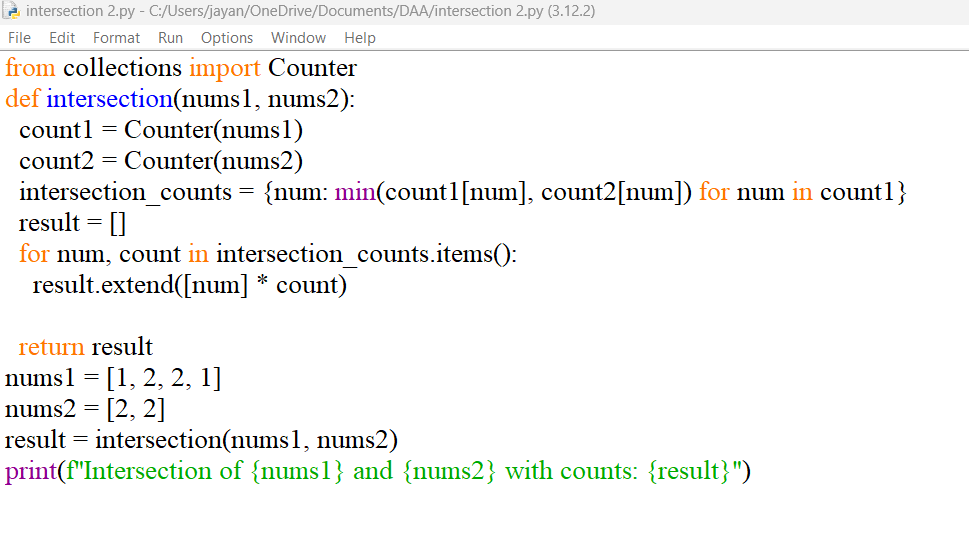 intersection 2.py - C:/Users/jayan/OneDrive/Documents/DAA/intersection 2.py (3.12.2)
File Edit Format Run Options Window Help
from collections import Counter
def intersection(nums1, nums2):
  count1 = Counter(nums1)
  count2 = Counter(nums2)
  intersection_counts = {num: min(count1[num], count2[num]) for num in count1}
  result = []
  for num, count in intersection_counts.items():
    result.extend([num] * count)

  return result
nums1 = [1, 2, 2, 1]
nums2 = [2, 2]
result = intersection(nums1, nums2)
print(f"Intersection of {nums1} and {nums2} with counts: {result}")